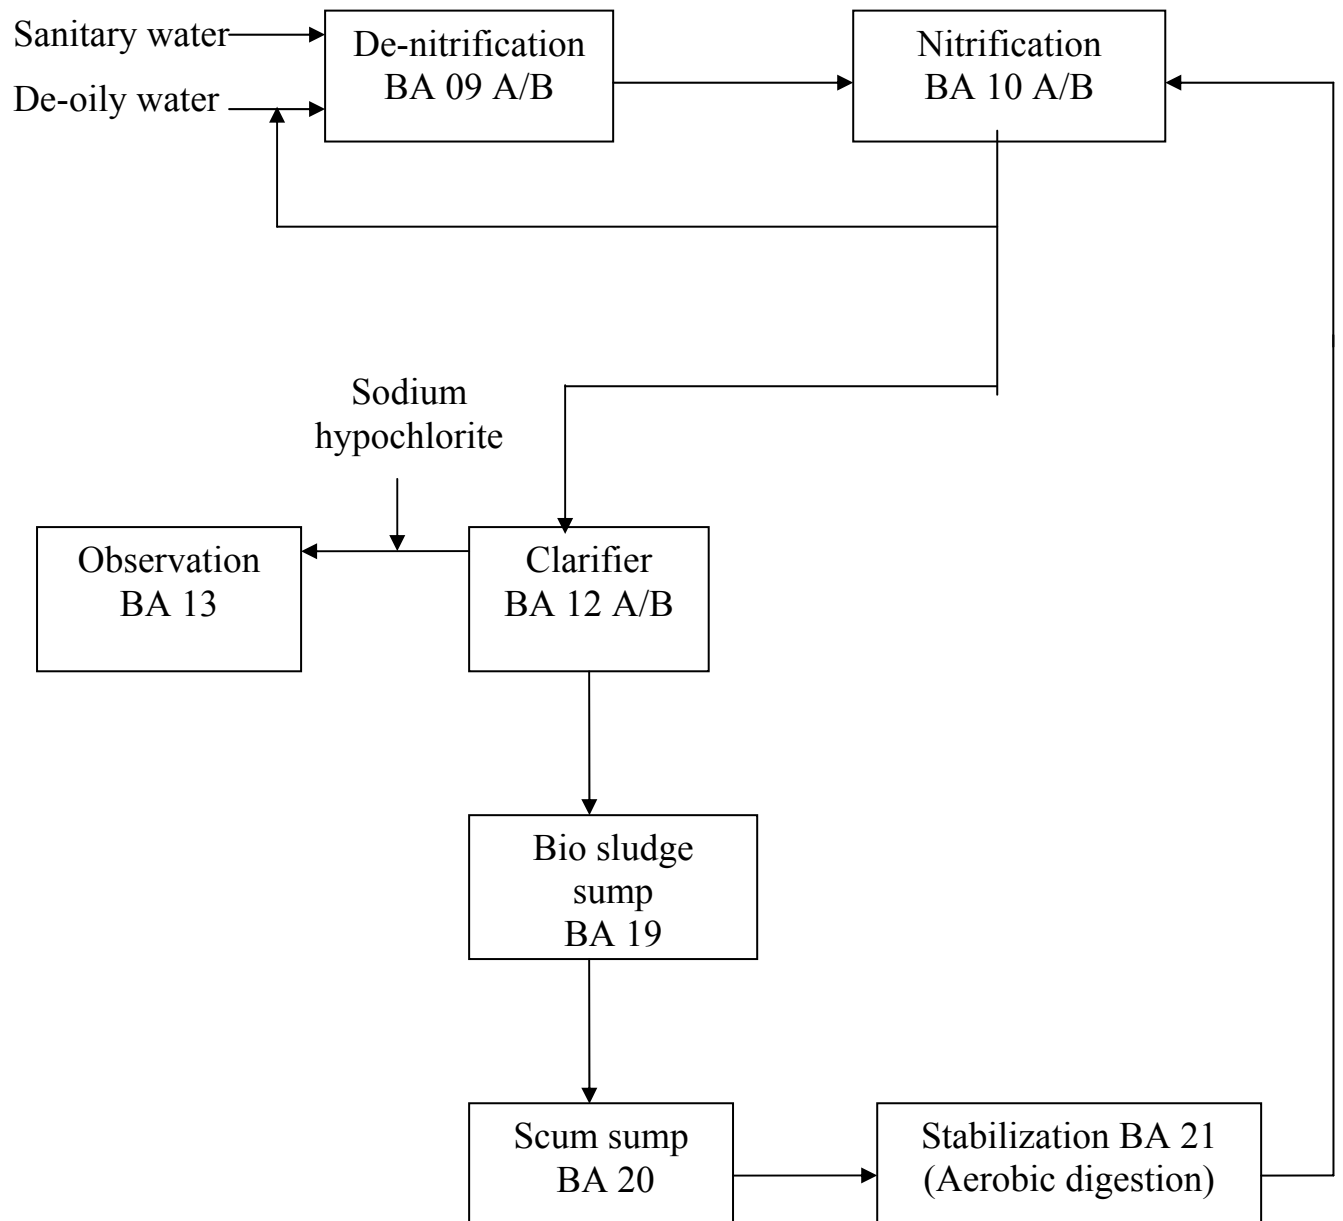 Sanitary water
De-oily water
De-nitrification
BA 09 A/B
Nitrification
BA 10 A/B
Sodium
hypochlorite
Observation
BA 13
Clarifier
BA 12 A/B
Bio sludge
sump
BA 19
Scum sump
BA 20
Stabilization BA 21
(Aerobic digestion)